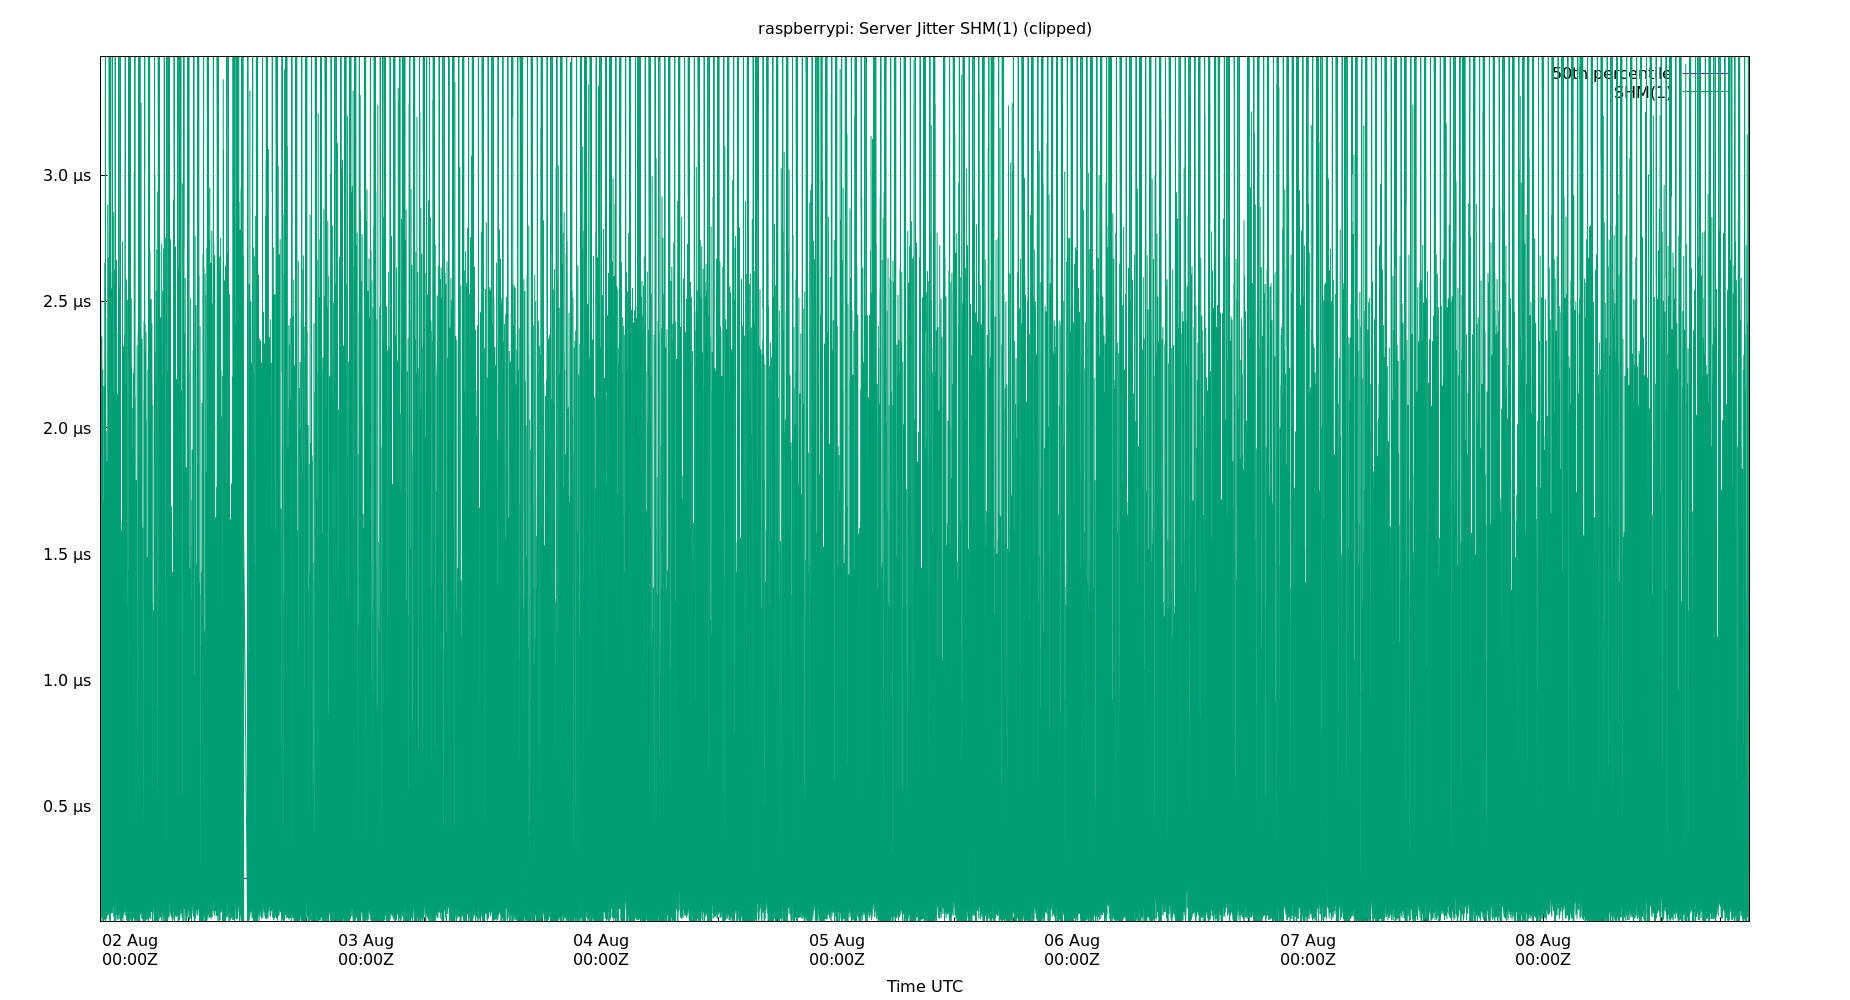 raspberrypi: Server Jitter SHM(1) (clipped)
50th percentile
SHM(1)
3.0 µs
2.5 µs
2.0 µs
1.5 µs
1.0 µs
0.5 µs
02 Aug 03 Aug 04 Aug 05 Aug 06 Aug 07 Aug 08 Aug
00:00Z 00:00Z 00:00Z 00:00Z 00:00Z 00:00Z 00:00Z
Time UTC